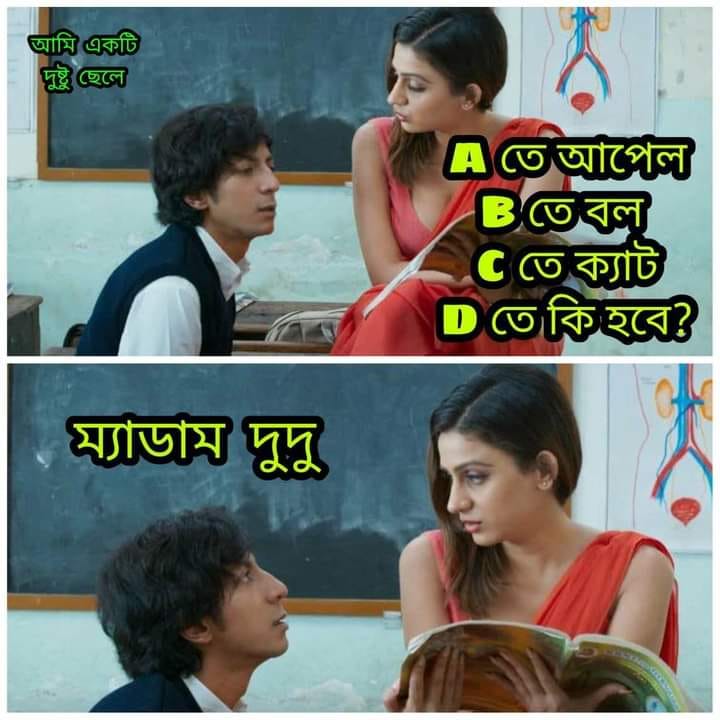 আমি একটি
দুষ্টু ছেলে
A তে আপেল
B তে বল
C তে ক্যাট
D তে কি হবে?
ম্যাডাম দুদু